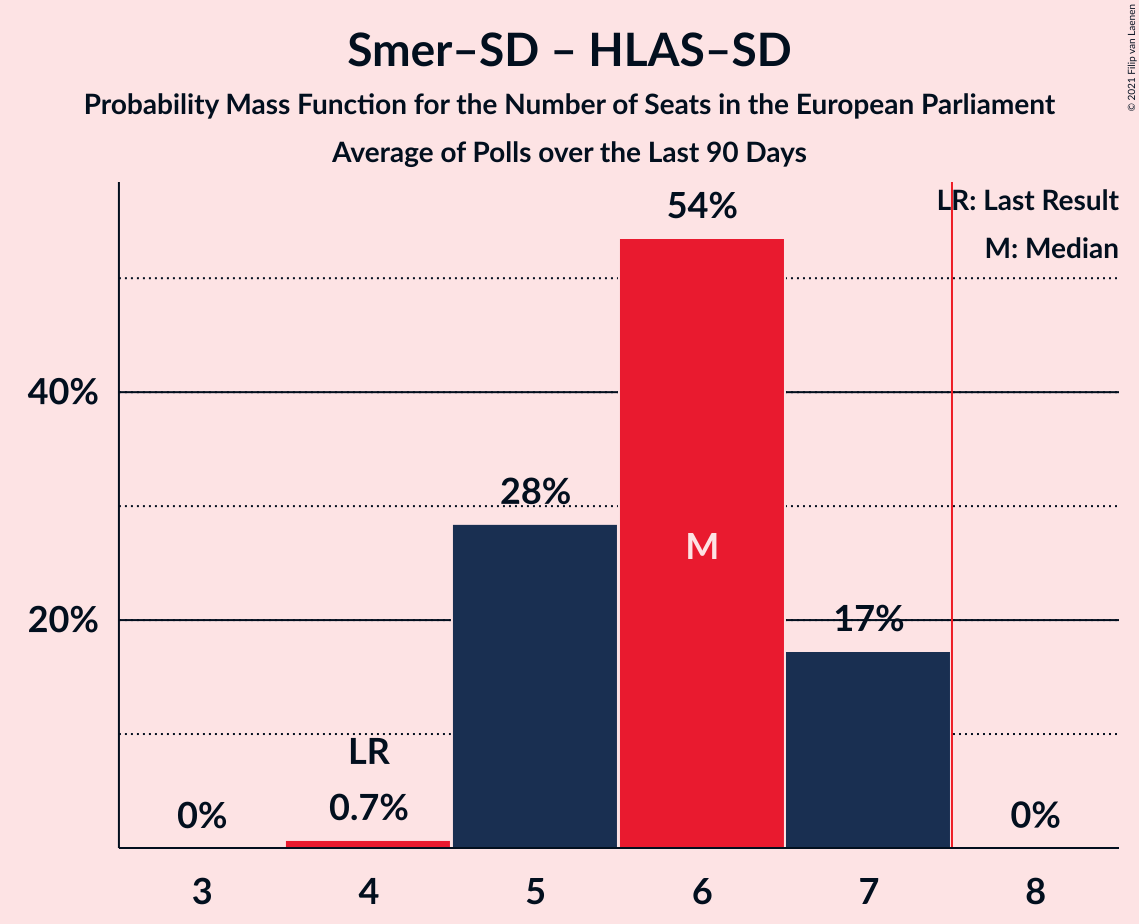 Smer–SD – HLAS–SD
Probability Mass Function for the Number of Seats in the European Parliament
Average of Polls over the Last 90 Days
© 2021 Filip van Laenen
LR: Last Result
M: Median
54%
40%
28%
M
20%
17%
LR
0%
0.7%
0%
3
4
5
6
7
8